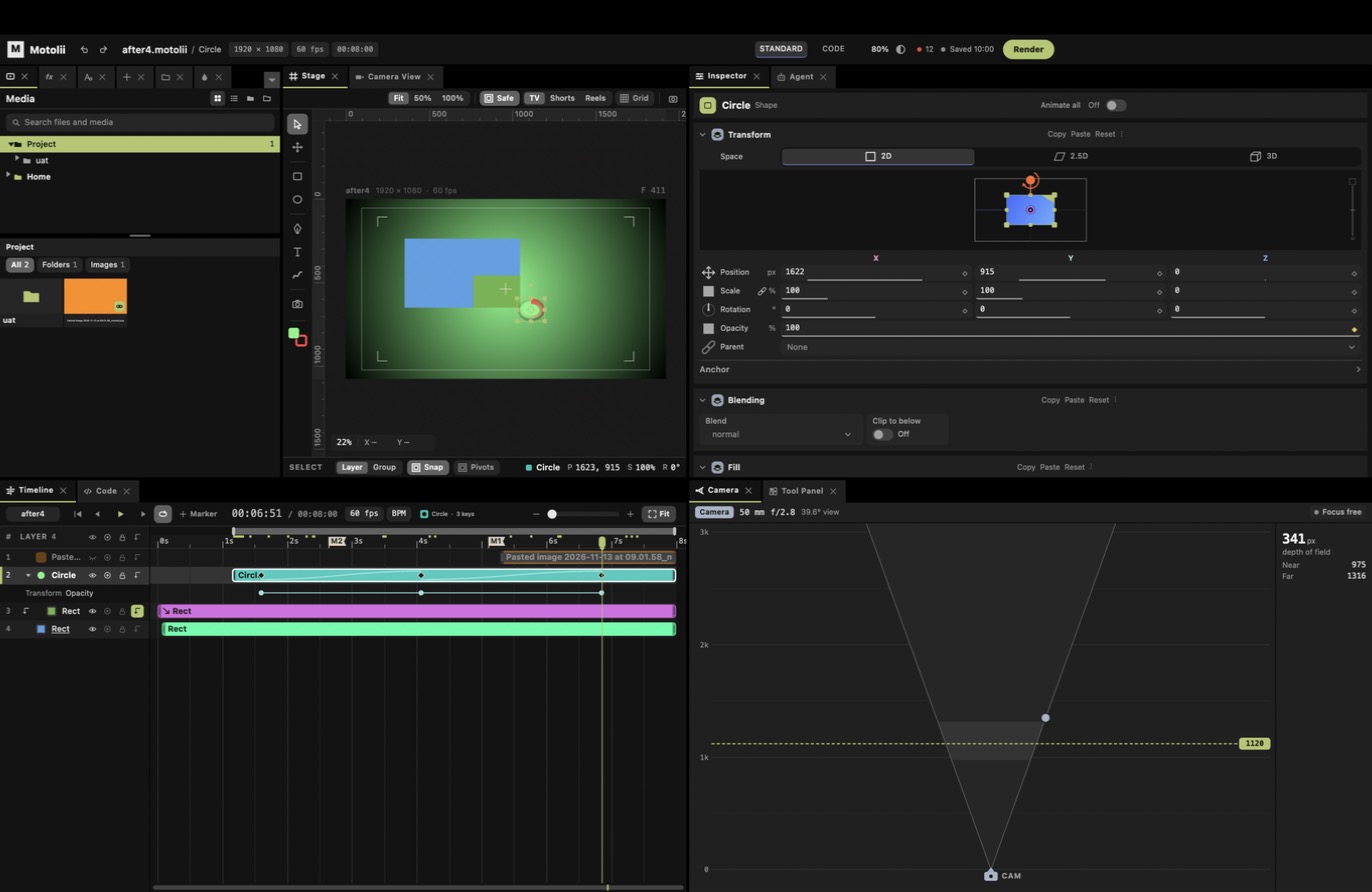 M Motolii after4.motolii / Circle 1920 × 1080 60 fps 00:08:00 STANDARD CODE 80% 12 Saved 10:00 Render
fx
Media
Search files and media
Project 1
uat
Home
Project
All 2 Folders 1 Images 1
uat
Stage Camera View
Fit 50% 100% Safe TV Shorts Reels Grid
0 500 1000 1500 2
0
500
1000
1500
after4 1920 × 1080 · 60 fps F 411
T
22% X— Y—
SELECT Layer Group Snap Pivots Circle P 1623, 915 S 100% R 0°
Inspector Agent
Circle Shape Animate all Off
Transform Copy Paste Reset
Space 2D 2.5D 3D
X Y Z
Position px 1622 915 0
Scale % 100 100 0
Rotation ° 0 0 0
Opacity % 100
Parent None
Anchor
Blending Copy Paste Reset
Blend Clip to below
normal Off
Fill Copy Paste Reset
Timeline Code
after4 Marker 00:06:51 / 00:08:00 60 fps BPM Circle · 3 keys Fit
# LAYER 4 0s 1s 2s M2 3s 4s M1 6s 7s 8s
1 Paste... Pasted image 2026-11-13 at 09.01.58_n
2 Circle Circl
Transform Opacity
3 Rect Rect
4 Rect Rect
Camera Tool Panel
Camera 50 mm f/2.8 39.6° view Focus free
3k
2k
1k
0
1120
CAM
341 px
depth of field
Near 975
Far 1316